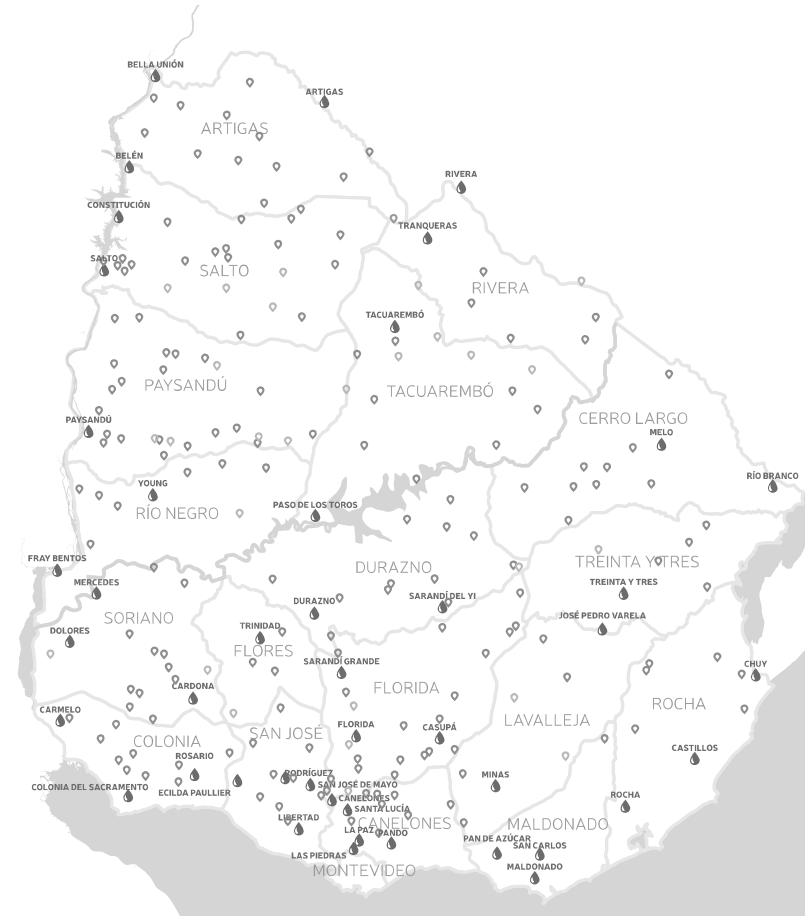 BELLA UNIÓN
ARTIGAS
ARTIGAS
BELÉN
RIVERA
CONSTITUCIÓN
TRANQUERAS
SALTO
SALTO
RIVERA
TACUAREMBÓ
PAYSANDÚ
TACUAREMBÓ
CERRO LARGO
PAYSANDÚ
MELO
RÍO BRANCO
YOUNG
PASO DE LOS TOROS
RÍO NEGRO
FRAY BENTOS
TREINTA Y TRES
DURAZNO
MERCEDES
TREINTA Y TRES
SARANDÍ DEL YI
DURAZNO
JOSÉ PEDRO VARELA
SORIANO
TRINIDAD
DOLORES
FLORES
SARANDÍ GRANDE
CHUY
CARDONA
FLORIDA
ROCHA
CARMELO
LAVALLEJA
FLORIDA
CASUPÁ
SAN JOSÉ
COLONIA
CASTILLOS
ROSARIO
RODRÍGUEZ
MINAS
COLONIA DEL SACRAMENTO
SAN JOSÉ DE MAYO
ECILDA PAULLIER
ROCHA
CANELONES
SANTA LUCÍA
LIBERTAD
CANELONES
MALDONADO
LA PAZ
PANDO
PAN DE AZÚCAR
SAN CARLOS
LAS PIEDRAS
MALDONADO
MONTEVIDEO